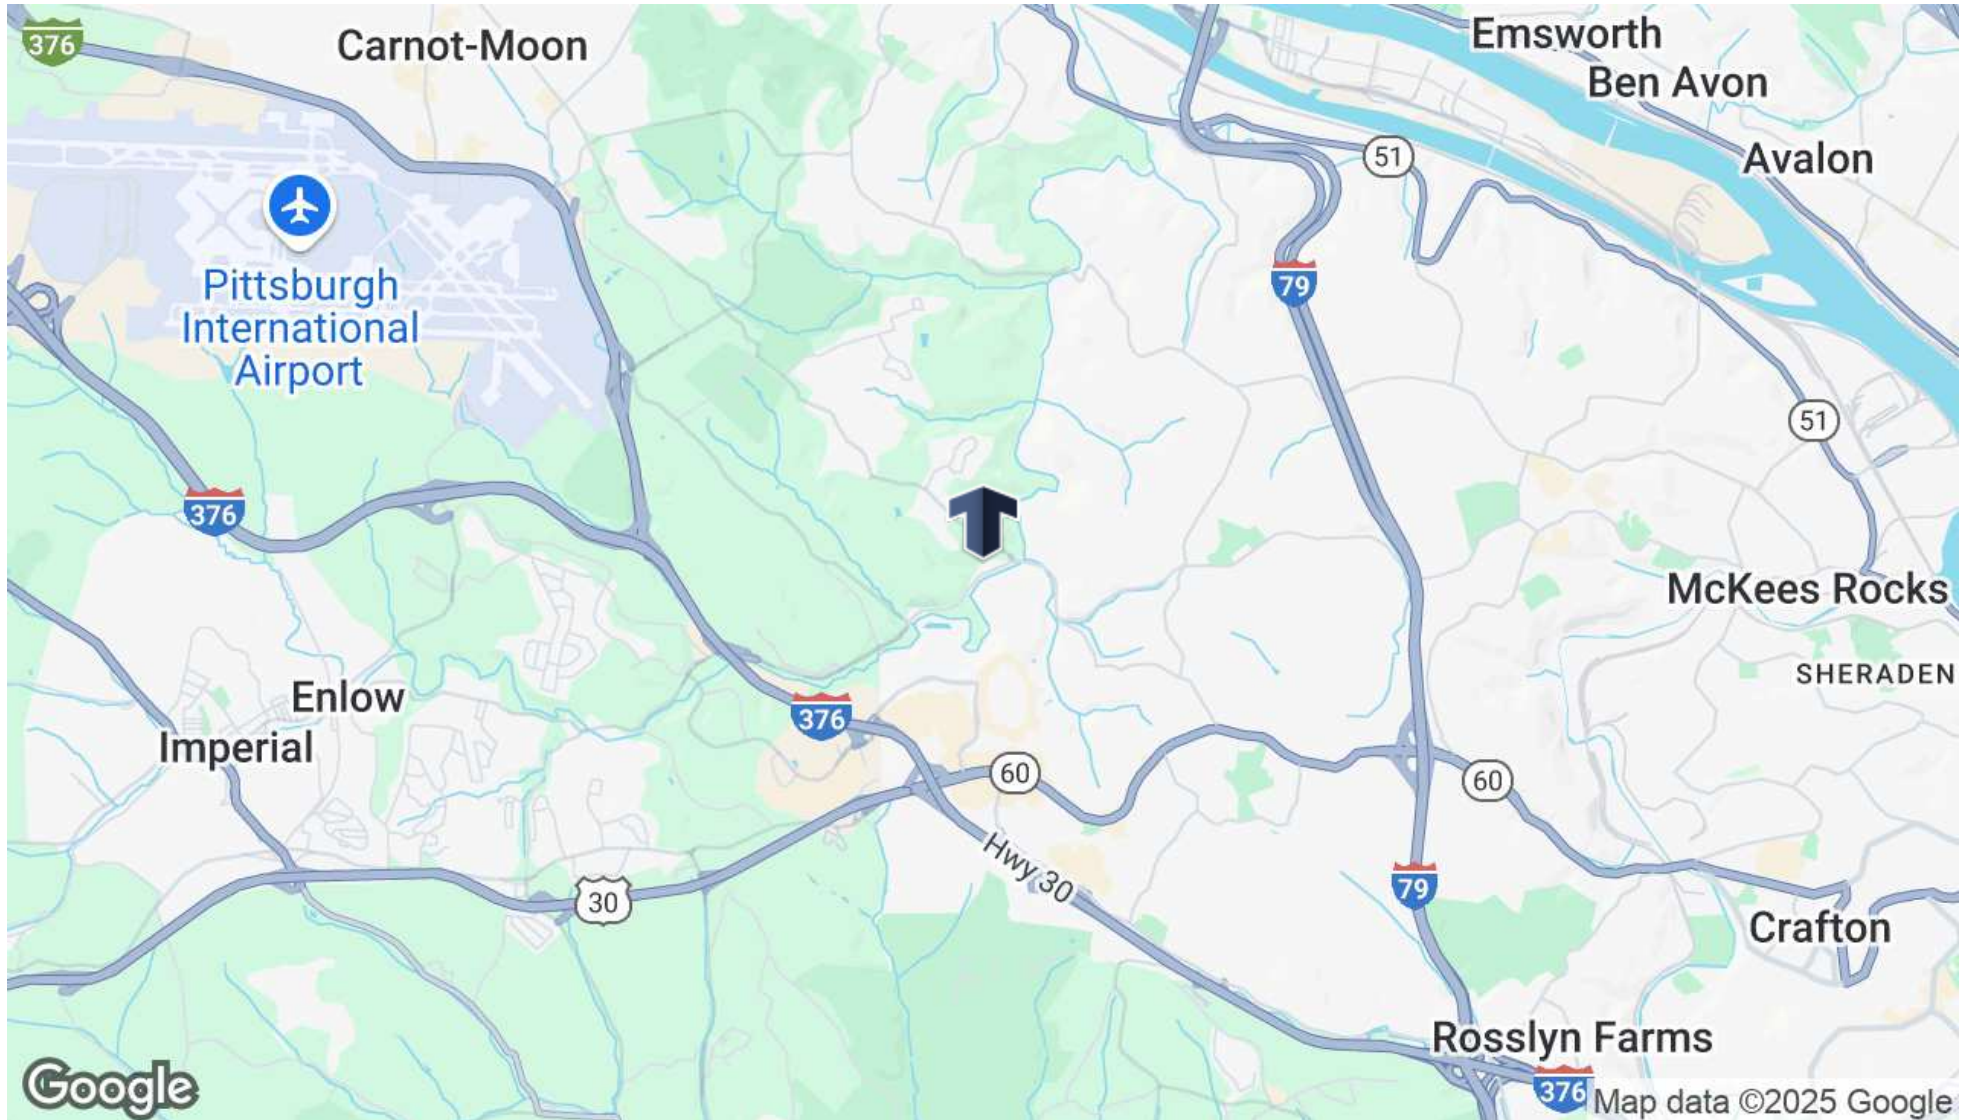 376
Carnot-Moon
Emsworth
Ben Avon
51
Avalon
Pittsburgh
International
Airport
79
51
376
McKees Rocks
SHERADEN
Enlow
Imperial
376
60
60
Hwy 30
79
30
Crafton
Rosslyn Farms
376
Google
Map data ©2025 Google